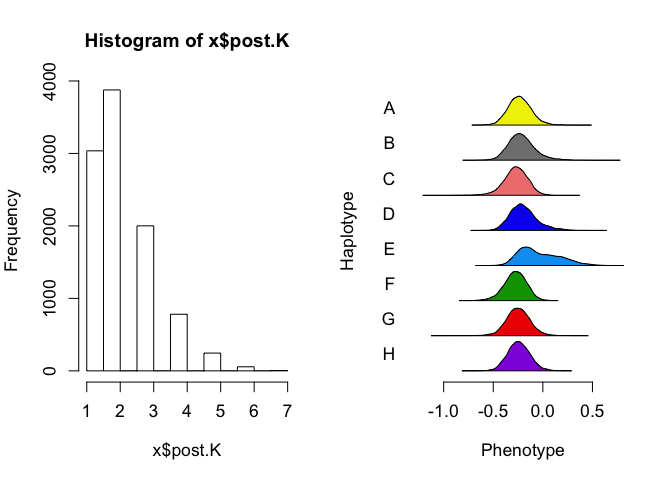 Histogram of x$post.K
Frequency
0
1000
2000
3000
4000
1 2 3 4 5 6 7
x$post.K
Haplotype
A
B
C
D
E
F
G
H
-1.0 -0.5 0.0 0.5
Phenotype